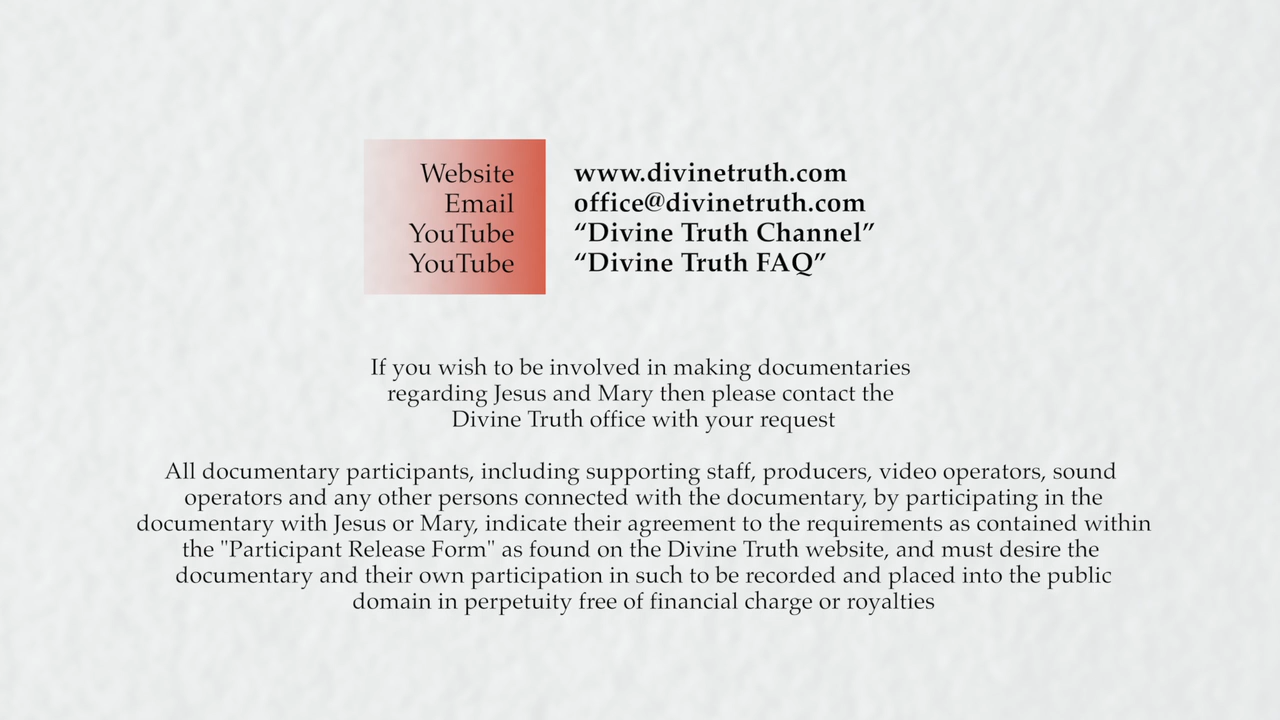 Website www.divinetruth.com
Email office@divinetruth.com
YouTube “Divine Truth Channel”
YouTube “Divine Truth FAQ”
If you wish to be involved in making documentaries
regarding Jesus and Mary then please contact the
Divine Truth office with your request
All documentary participants, including supporting staff, producers, video operators, sound
operators and any other persons connected with the documentary, by participating in the
documentary with Jesus or Mary, indicate their agreement to the requirements as contained within
the "Participant Release Form" as found on the Divine Truth website, and must desire the
documentary and their own participation in such to be recorded and placed into the public
domain in perpetuity free of financial charge or royalties